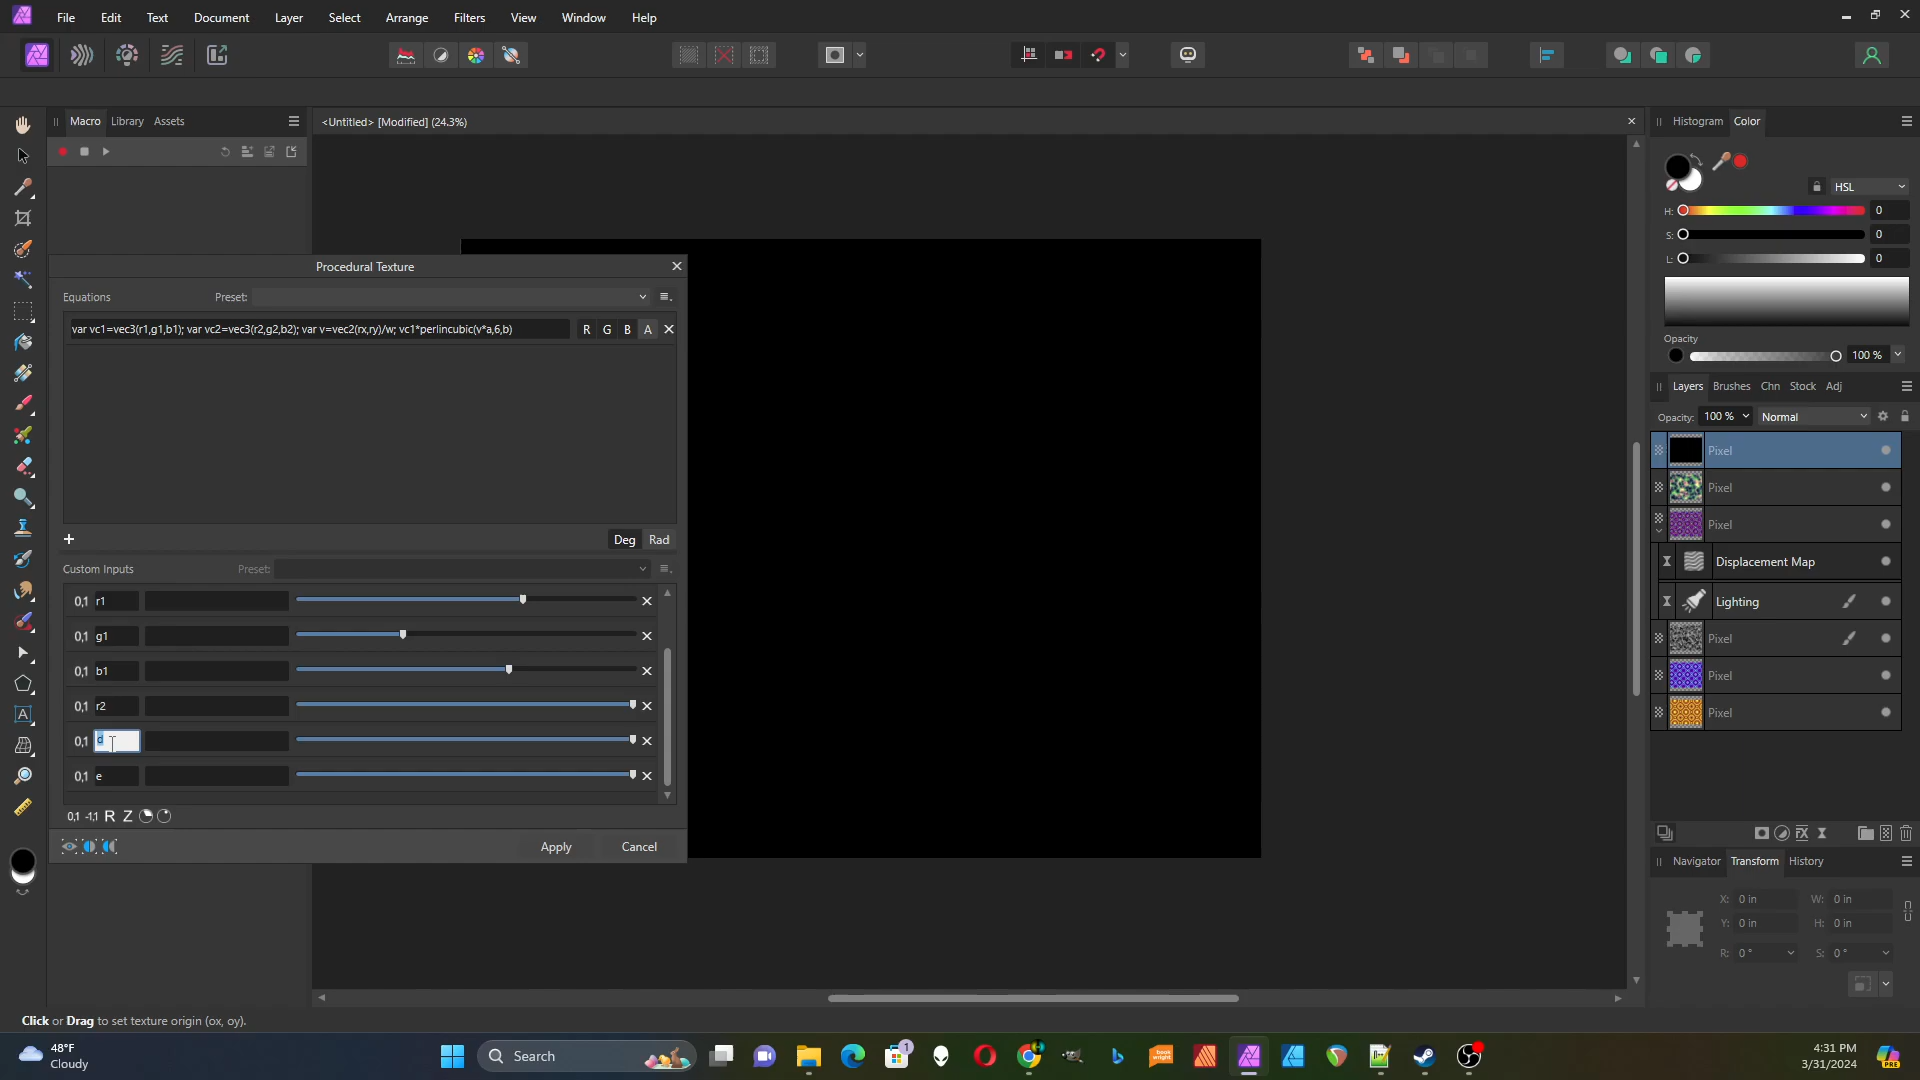 File Edit Text Document Layer Select Arrange Filters View Window Help
Macro Library Assets
<Untitled> [Modified] (24.3%)
Histogram Color
HSL
H: 0
S: 0
L: 0
Opacity
100 %
Procedural Texture
Equations Preset:
var vc1=vec3(r1,g1,b1); var vc2=vec3(r2,g2,b2); var v=vec2(rx,ry)/w; vc1*perlincubic(v*a,6,b) R G B A
Deg Rad
Custom Inputs Preset:
0,1 r1
0,1 g1
0,1 b1
0,1 r2
0,1 d
0,1 e
0,1 -1,1 R Z
Apply Cancel
Layers Brushes Chn Stock Adj
Opacity: 100 % Normal
Pixel
Pixel
Pixel
Displacement Map
Lighting
Pixel
Pixel
Pixel
Navigator Transform History
X: 0 in W: 0 in
Y: 0 in H: 0 in
R: 0 ° S: 0 °
Click or Drag to set texture origin (ox, oy).
48°F
Cloudy
Search
1
4:31 PM
3/31/2024
PRE